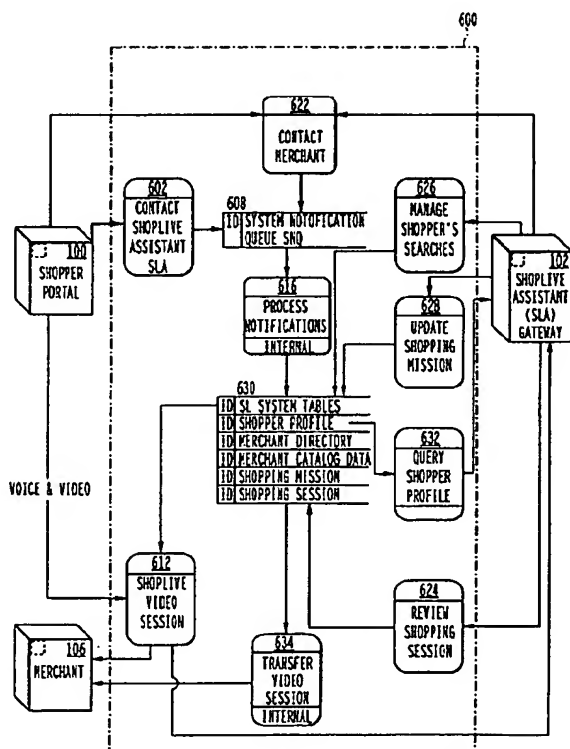 600
622
CONTACT
MERCHANT
602
CONTACT
SHOPLIVE
ASSISTANT
SLA
608
ID SYSTEM NOTOFICATION
QUEUE SNQ
626
MANAGE
SHOPPER'S
SEARCHES
100
SHOPPER
PORTAL
102
SHOPLIVE
ASSISTANT
(SLA)
GATEWAY
616
PROCESS
NOTIFICATIONS
INTERNAL
628
UPDATE
SHOPPING
MISSION
630
ID SL SYSTEM TABLES
ID SHOPPER PROFILE
ID MERCHANT DIRECTORY
ID MERCHANT CATALOG DATA
ID SHOPPING MISSION
ID SHOPPING SESSION
632
QUERY
SHOPPER
PROFILE
VOICE & VIDEO
612
SHOPLIVE
VIDEO
SESSION
624
REVIEW
SHOPPING
SESSION
106
MERCHANT
634
TRANSFER
VIDEO
SESSION
INTERNAL